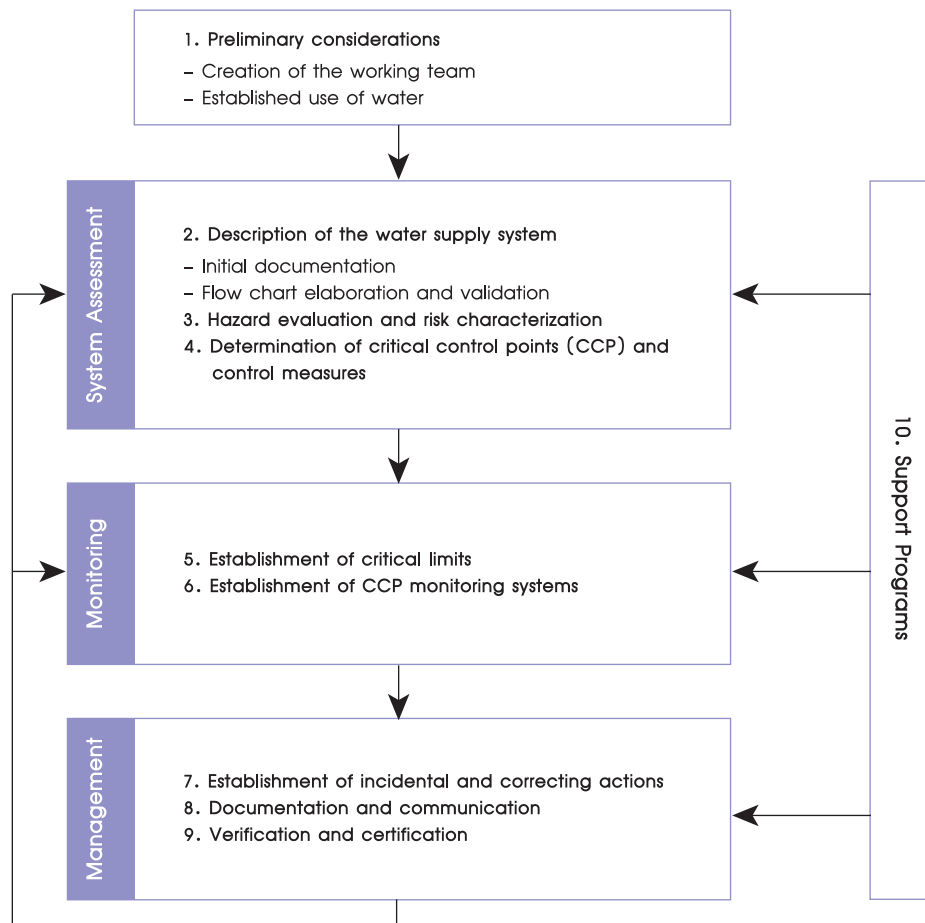 1. Preliminary considerations
– Creation of the working team
– Established use of water
System Assessment
2. Description of the water supply system
– Initial documentation
– Flow chart elaboration and validation
3. Hazard evaluation and risk characterization
4. Determination of critical control points (CCP) and
control measures
Monitoring
5. Establishment of critical limits
6. Establishment of CCP monitoring systems
Management
7. Establishment of incidental and correcting actions
8. Documentation and communication
9. Verification and certification
10. Support Programs